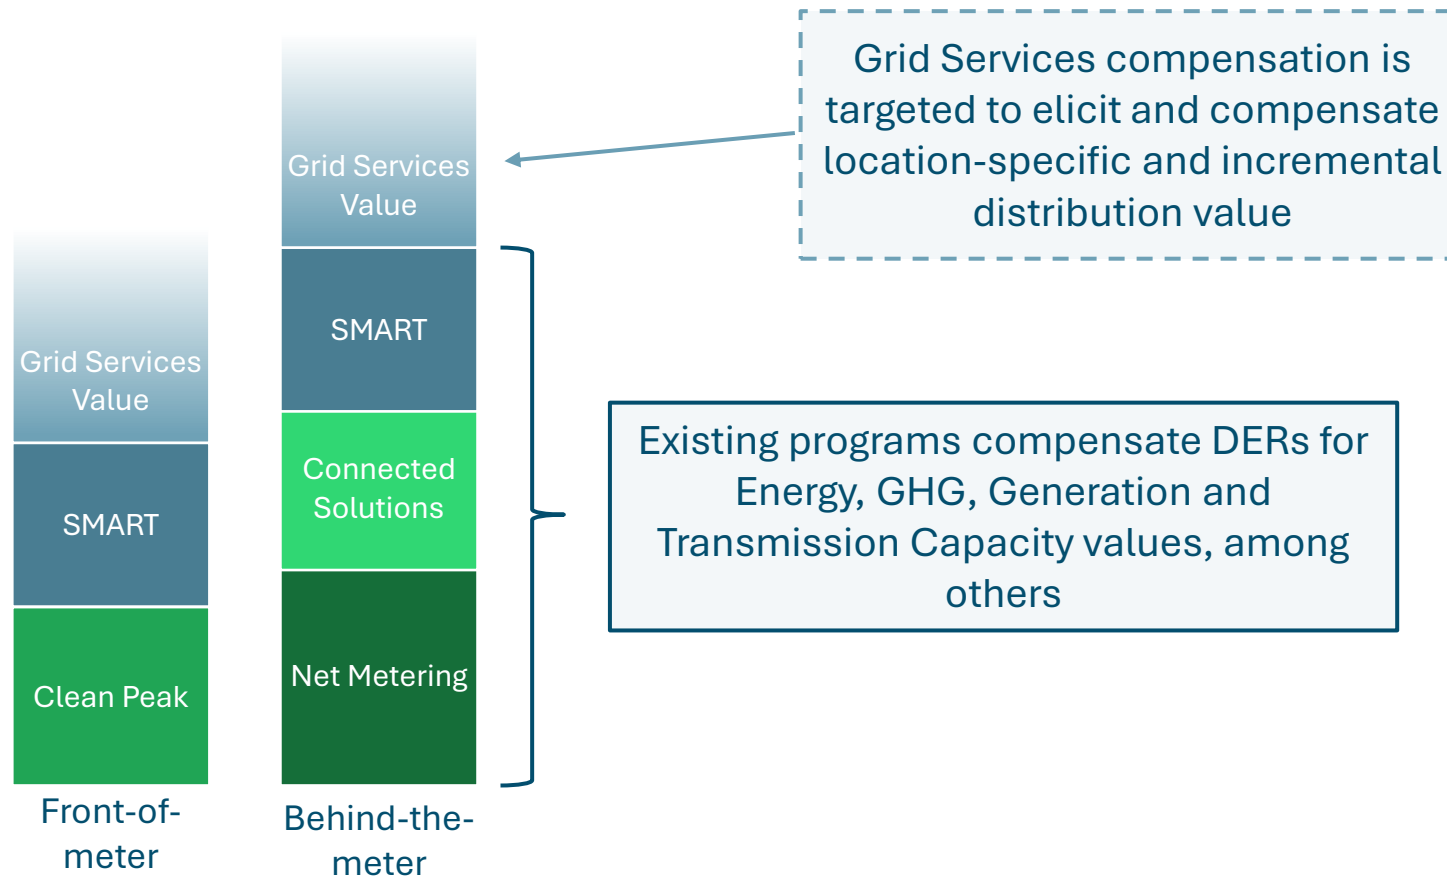 Grid Services compensation is
targeted to elicit and compensate
location-specific and incremental
distribution value
Grid Services
Value
SMART
Clean Peak
Front-of-
meter
Grid Services
Value
SMART
Connected
Solutions
Net Metering
Behind-the-
meter
Existing programs compensate DERs for
Energy, GHG, Generation and
Transmission Capacity values, among
others